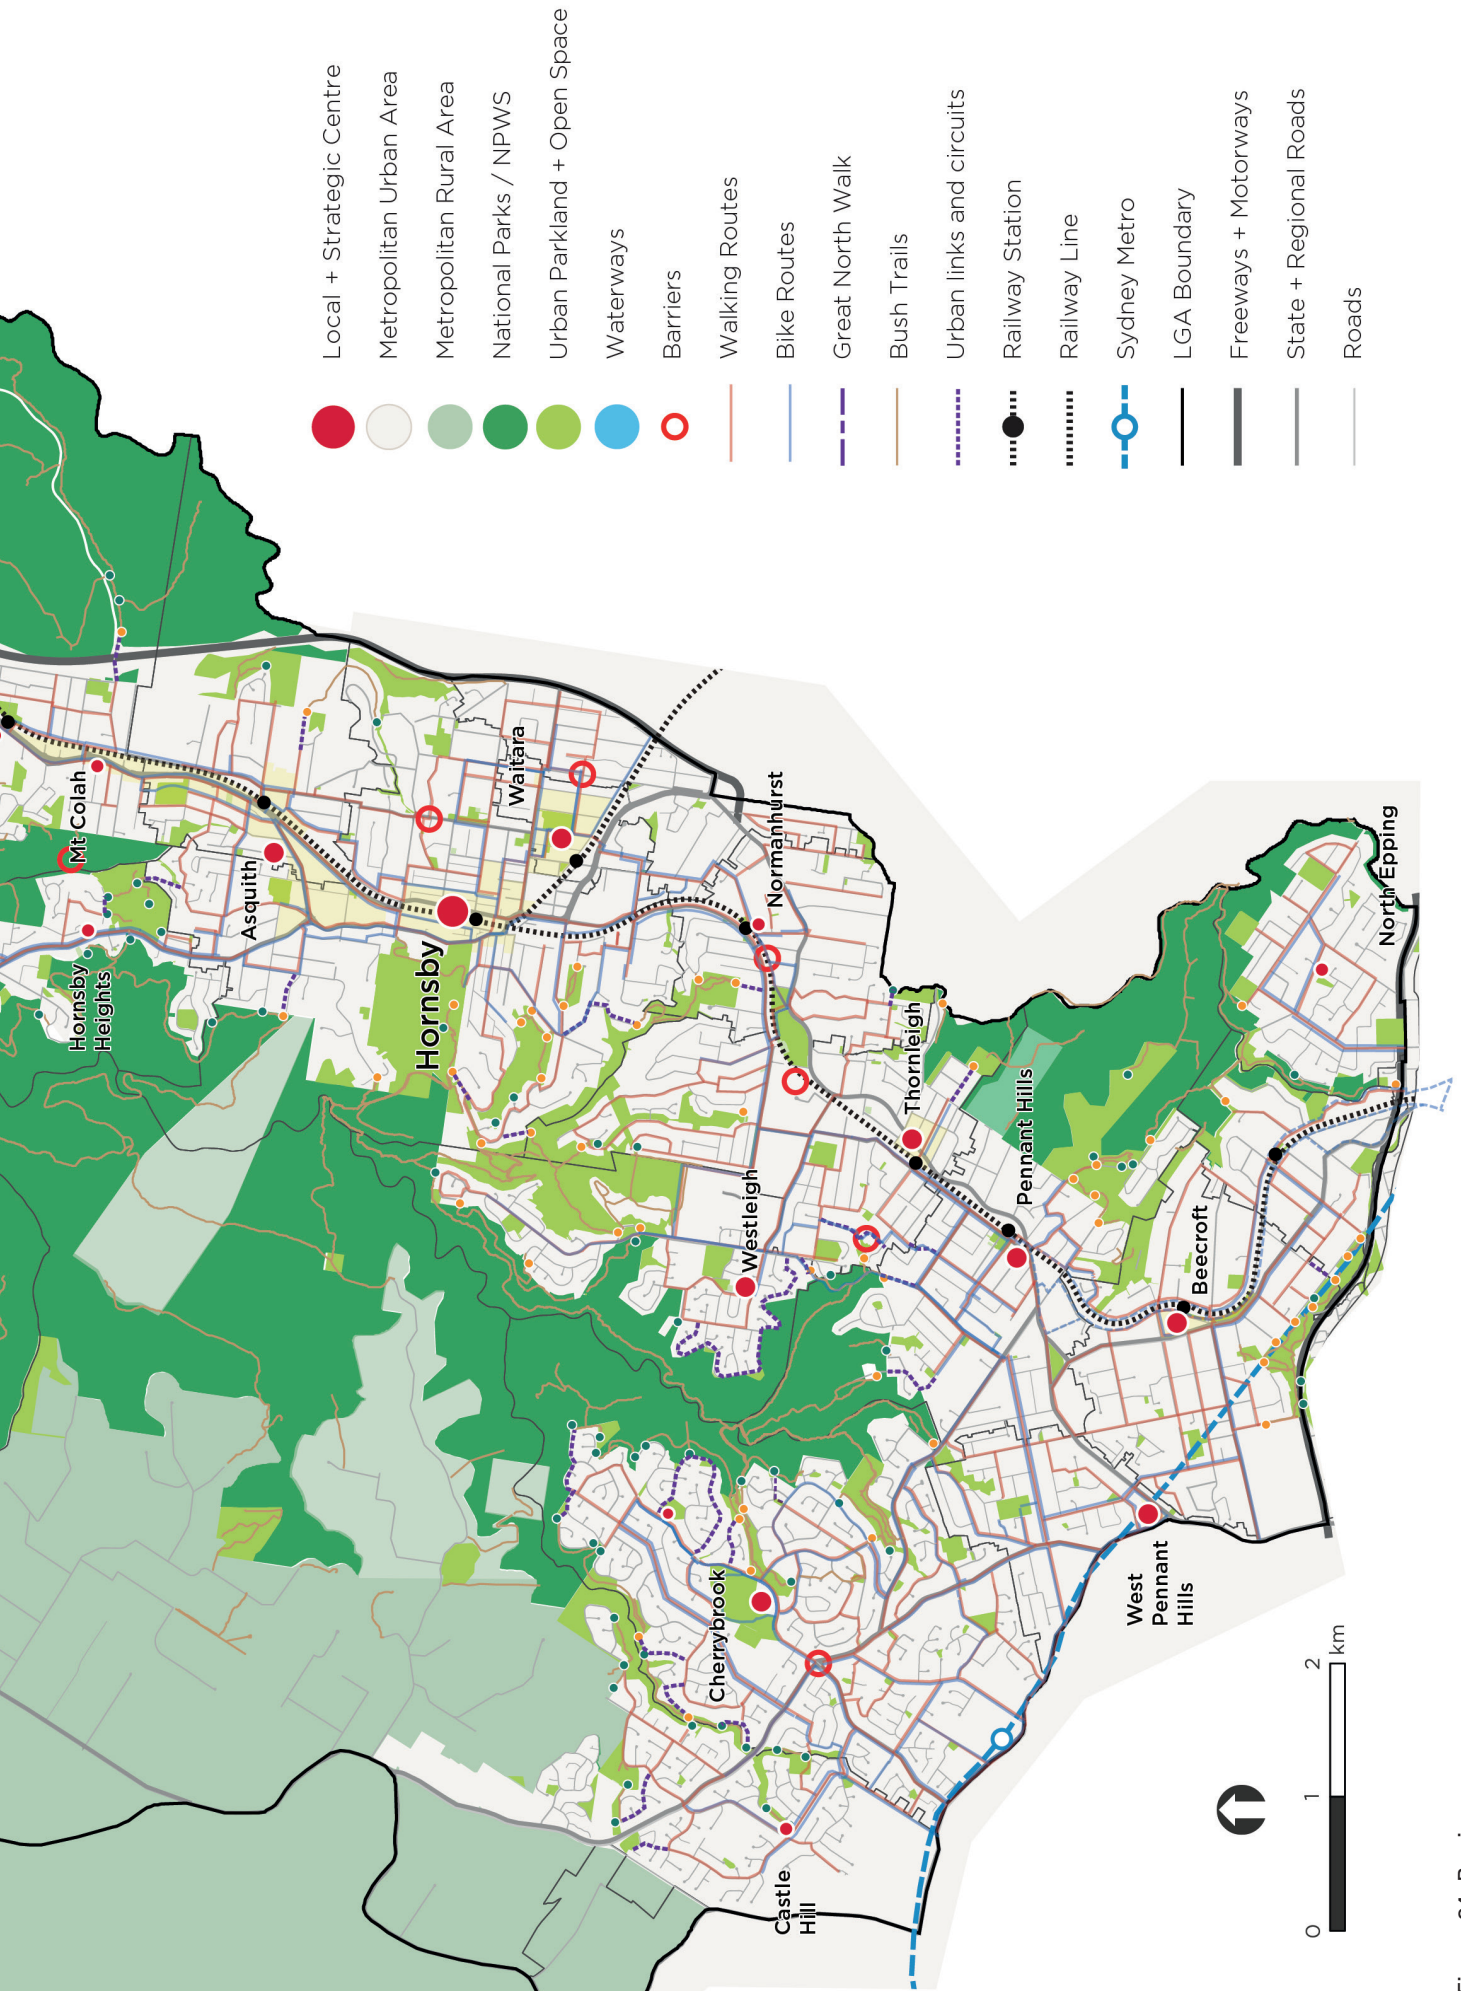 Mt Colah
Hornsby
Heights
Asquith
Hornsby
Waitara
Cherrybrook
Westleigh
Normanhurst
Castle
Hill
Thornleigh
Pennant Hills
West
Pennant
Hills
Beecroft
North Epping
0 1 2
km
Local + Strategic Centre
Metropolitan Urban Area
Metropolitan Rural Area
National Parks / NPWS
Urban Parkland + Open Space
Waterways
Barriers
Walking Routes
Bike Routes
Great North Walk
Bush Trails
Urban links and circuits
Railway Station
Railway Line
Sydney Metro
LGA Boundary
Freeways + Motorways
State + Regional Roads
Roads